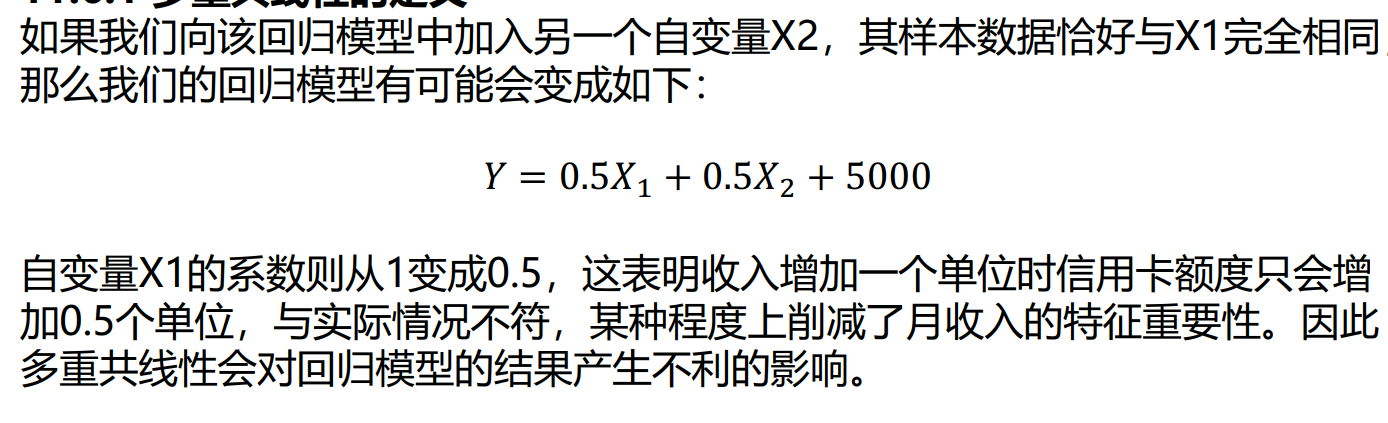 如果我们向该回归模型中加入另一个自变量X2，其样本数据恰好与X1完全相同
那么我们的回归模型有可能会变成如下：
Y = 0.5X₁ + 0.5X₂ + 5000
自变量X1的系数则从1变成0.5，这表明收入增加一个单位时信用卡额度只会增
加0.5个单位，与实际情况不符，某种程度上削减了月收入的特征重要性。因此
多重共线性会对回归模型的结果产生不利的影响。